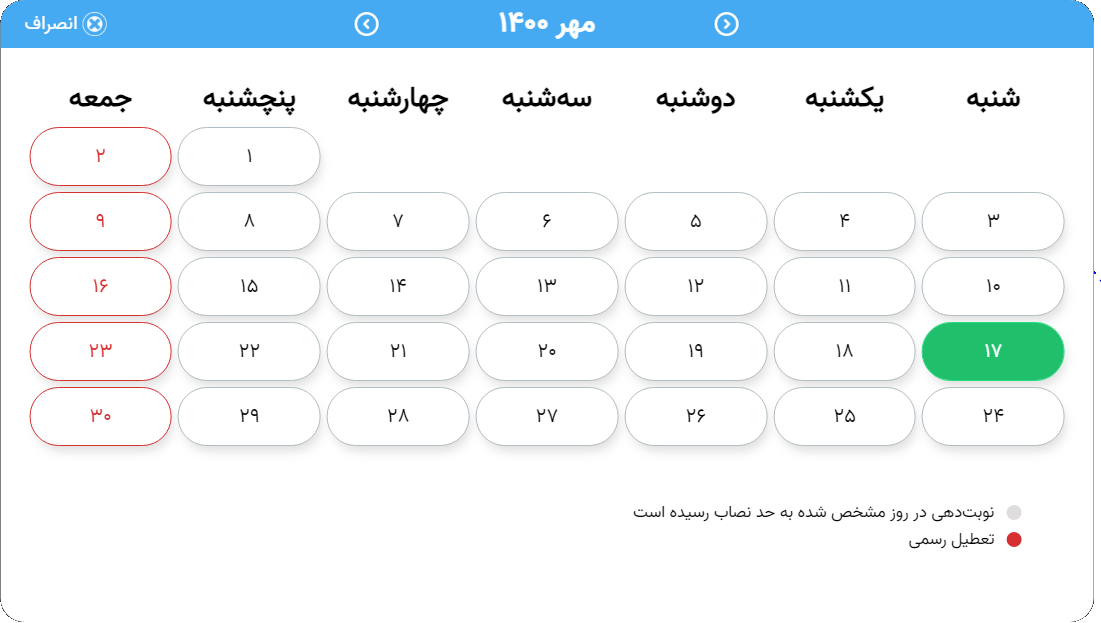 مهر ۱۴۰۰
انصراف
شنبه یکشنبه دوشنبه سه‌شنبه چهارشنبه پنچشنبه جمعه
۱ ۲
۳ ۴ ۵ ۶ ۷ ۸ ۹
۱۰ ۱۱ ۱۲ ۱۳ ۱۴ ۱۵ ۱۶
۱۷ ۱۸ ۱۹ ۲۰ ۲۱ ۲۲ ۲۳
۲۴ ۲۵ ۲۶ ۲۷ ۲۸ ۲۹ ۳۰
نوبت‌دهی در روز مشخص شده به حد نصاب رسیده است
تعطیل رسمی